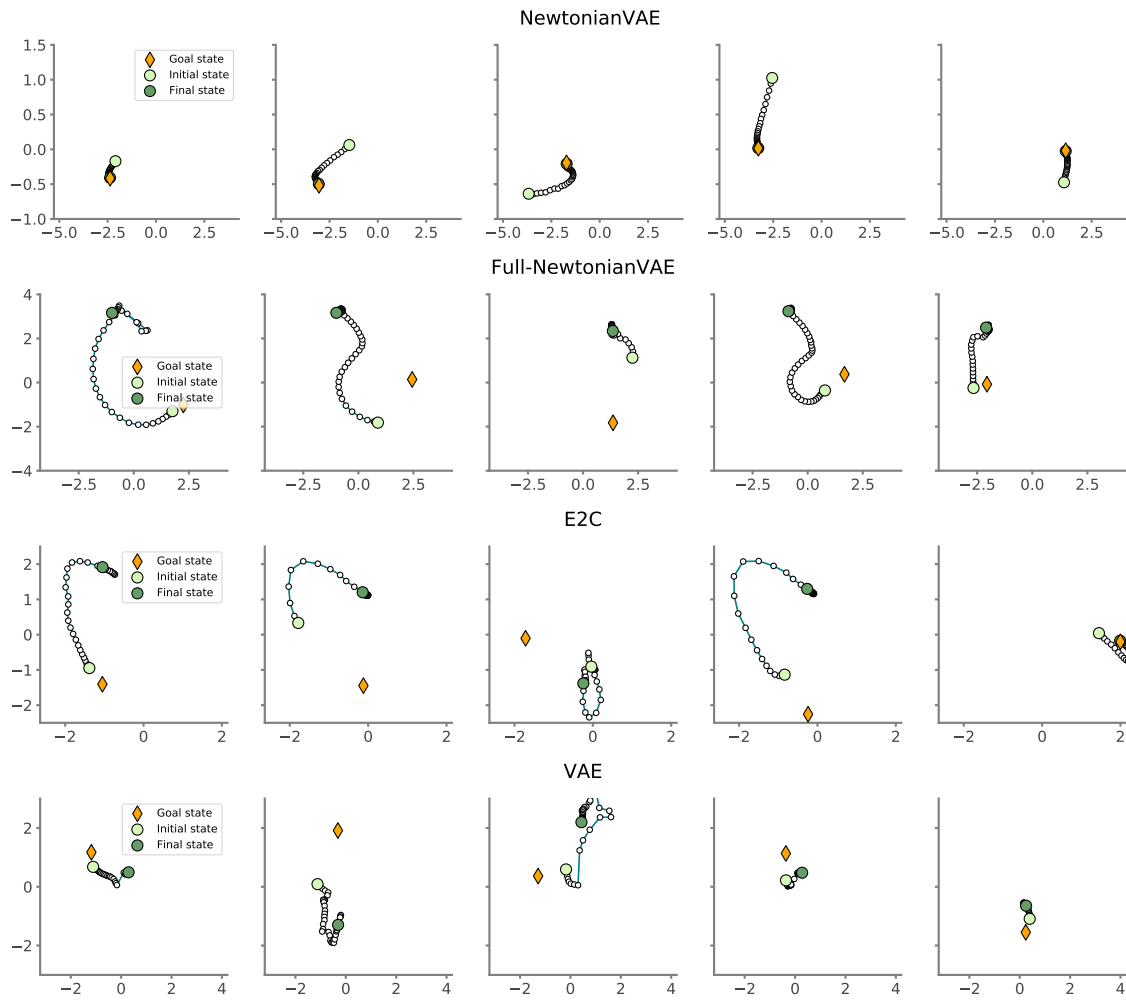 NewtonianVAE
1.5
1.0
0.5
0.0
−0.5
−1.0
Goal state
Initial state
Final state
−5.0 −2.5 0.0 2.5
−5.0 −2.5 0.0 2.5
−5.0 −2.5 0.0 2.5
−5.0 −2.5 0.0 2.5
−5.0 −2.5 0.0 2.5
Full-NewtonianVAE
4
2
0
−2
−4
Goal state
Initial state
Final state
−2.5 0.0 2.5
−2.5 0.0 2.5
−2.5 0.0 2.5
−2.5 0.0 2.5
−2.5 0.0 2.5
E2C
2
1
0
−1
−2
Goal state
Initial state
Final state
−2 0 2
−2 0 2
−2 0 2
−2 0 2
−2 0 2
VAE
2
0
−2
Goal state
Initial state
Final state
−2 0 2 4
−2 0 2 4
−2 0 2 4
−2 0 2 4
−2 0 2 4